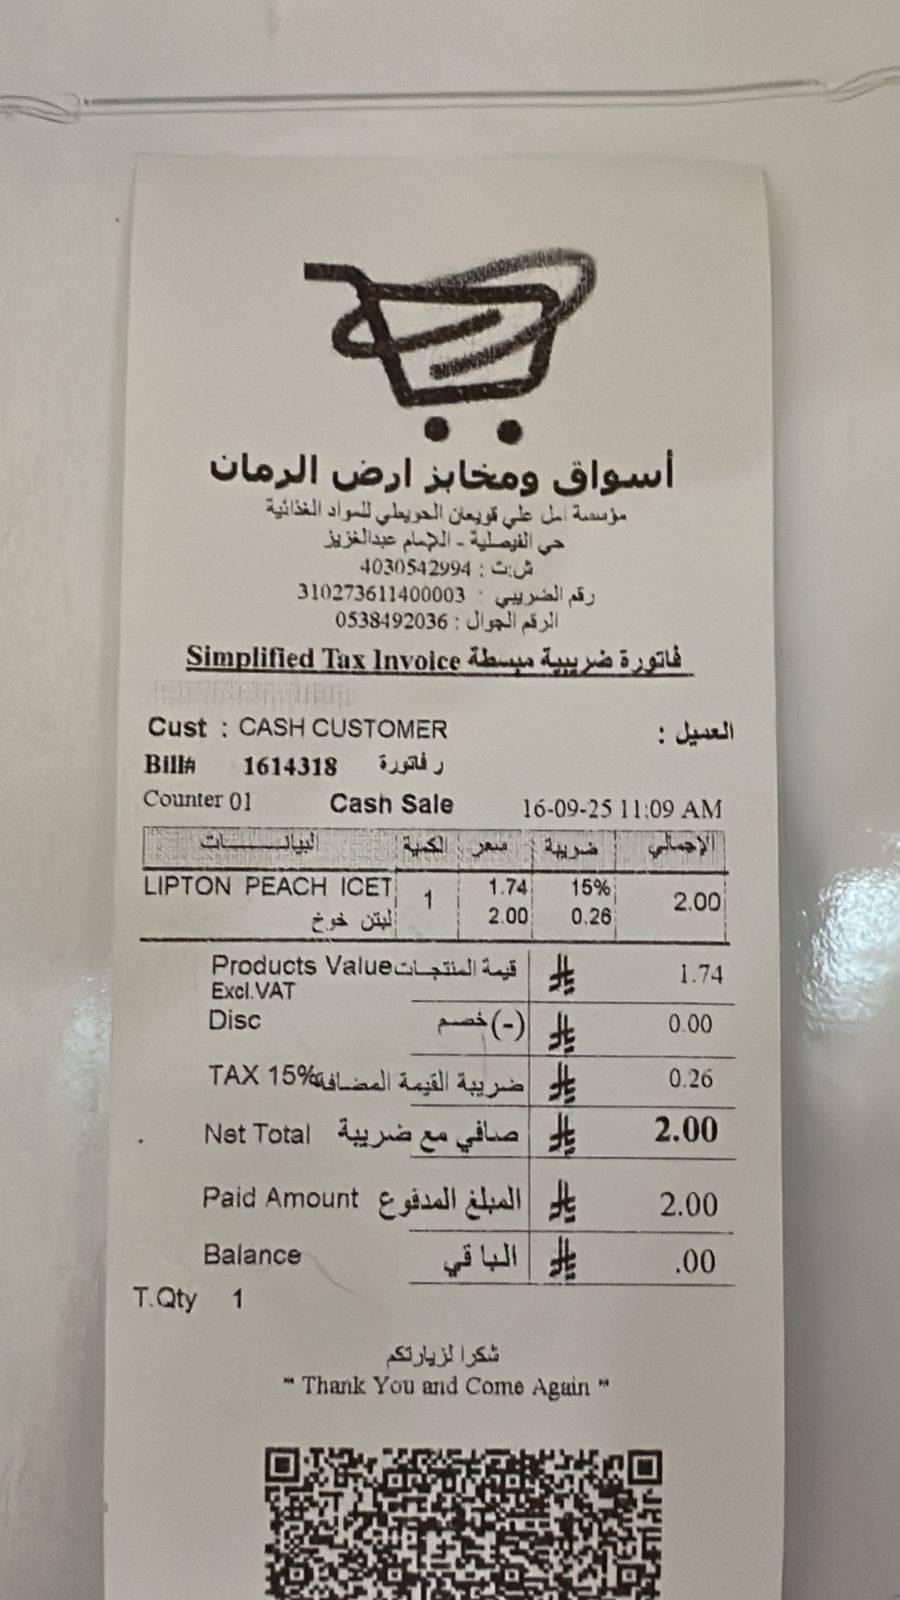 أسواق ومخابز ارض الرمان
مؤسسة امل علي قويعان الحويطي للمواد الغذائية
حي الفيصلية - الإمام عبدالعزيز
ش:ت : 4030542994
رقم الضريبي : 310273611400003
الرقم الجوال : 0538492036
Simplified Tax Invoice فاتورة ضريبية مبسطة
Cust : CASH CUSTOMER العميل :
Bill# 1614318 ر فاتورة
Counter 01 Cash Sale 16-09-25 11:09 AM
البيانـــــات الكمية سعر ضريبة الإجمالي
LIPTON PEACH ICET 1 1.74 15% 2.00
ليتن خوخ 2.00 0.26
Products Value قيمة المنتجـات 1.74
Excl.VAT
Disc خصم (-) 0.00
TAX 15% ضريبة القيمة المضافة 0.26
Net Total صافي مع ضريبة 2.00
Paid Amount المبلغ المدفوع 2.00
Balance البا قي .00
T.Qty 1
شكرا لزيارتكم
" Thank You and Come Again "